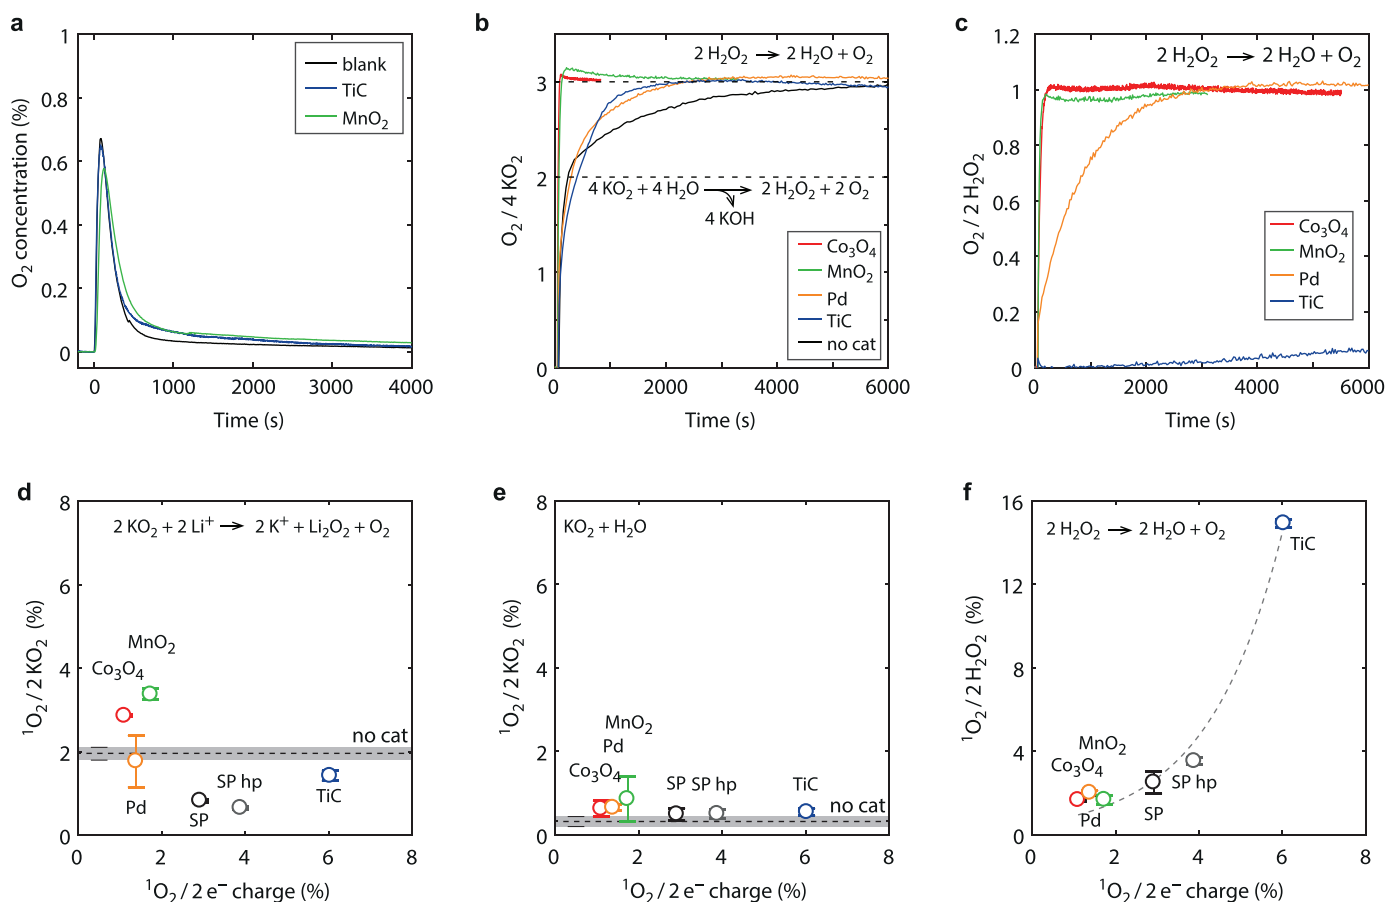 a
1
0.8
0.6
0.4
0.2
0
O₂ concentration (%)
blank
TiC
MnO₂
0
1000
2000
3000
4000
Time (s)
b
3
2
1
0
O₂ / 4 KO₂
2 H₂O₂ → 2 H₂O + O₂
4 KO₂ + 4 H₂O → 2 H₂O₂ + 2 O₂
4 KOH
Co₃O₄
MnO₂
Pd
TiC
no cat
0
2000
4000
6000
Time (s)
c
1.2
1
0.8
0.6
0.4
0.2
0
O₂ / 2 H₂O₂
2 H₂O₂ → 2 H₂O + O₂
Co₃O₄
MnO₂
Pd
TiC
0
2000
4000
6000
Time (s)
d
8
6
4
2
0
¹O₂ / 2 KO₂ (%)
2 KO₂ + 2 Li⁺ → 2 K⁺ + Li₂O₂ + O₂
MnO₂
Co₃O₄
no cat
Pd
SP
SP hp
TiC
0
2
4
6
8
¹O₂ / 2 e⁻ charge (%)
e
8
6
4
2
0
¹O₂ / 2 KO₂ (%)
KO₂ + H₂O
MnO₂
Pd
Co₃O₄
SP
SP hp
TiC
no cat
0
2
4
6
8
¹O₂ / 2 e⁻ charge (%)
f
16
12
8
4
0
¹O₂ / 2 H₂O₂ (%)
2 H₂O₂ → 2 H₂O + O₂
TiC
MnO₂
Co₃O₄
Pd
SP
SP hp
0
2
4
6
8
¹O₂ / 2 e⁻ charge (%)